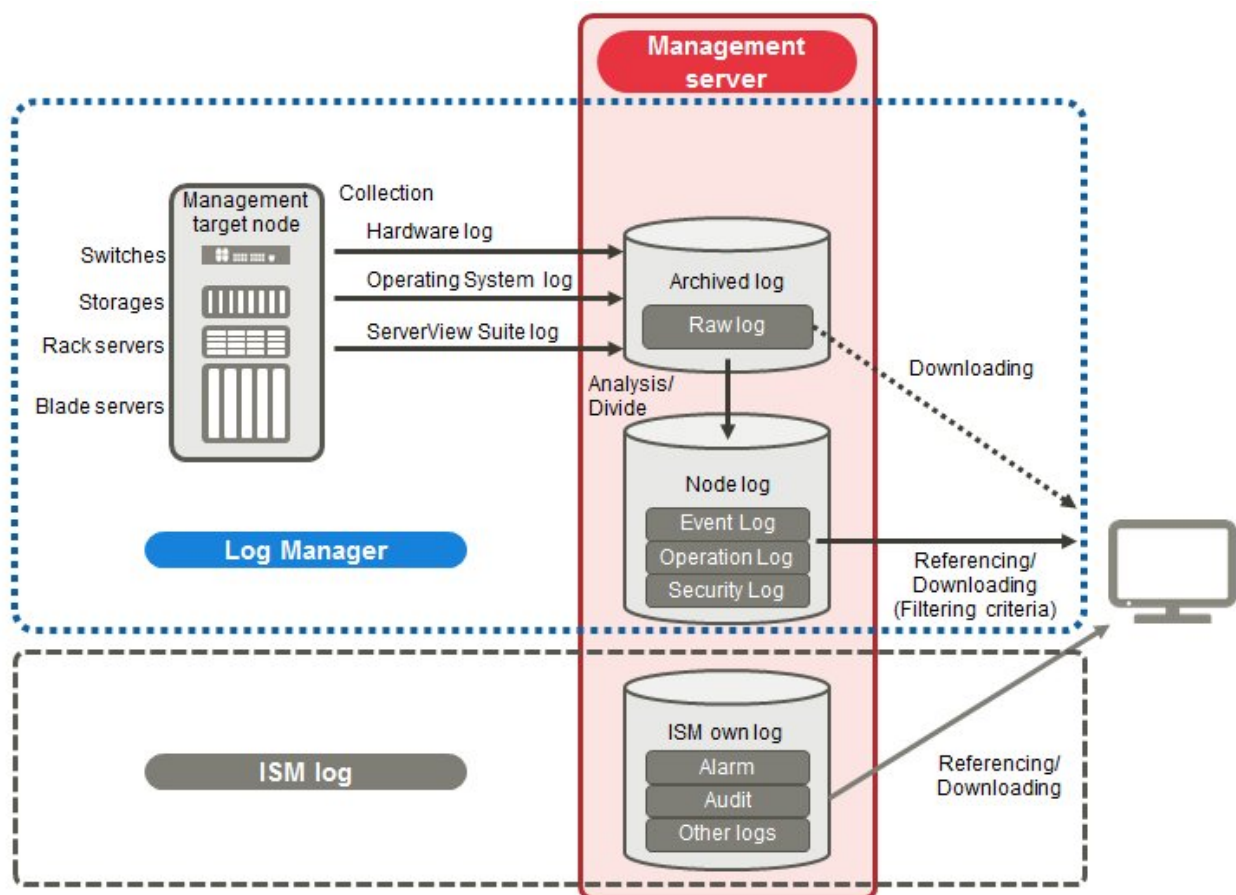 Management
server
Management
target node
Switches
Storages
Rack servers
Blade servers
Collection
Hardware log
Operating System log
ServerView Suite log
Archived log
Raw log
Analysis/
Divide
Downloading
Node log
Event Log
Operation Log
Security Log
Log Manager
Referencing/
Downloading
(Filtering criteria)
ISM own log
Alarm
Audit
Other logs
ISM log
Referencing/
Downloading